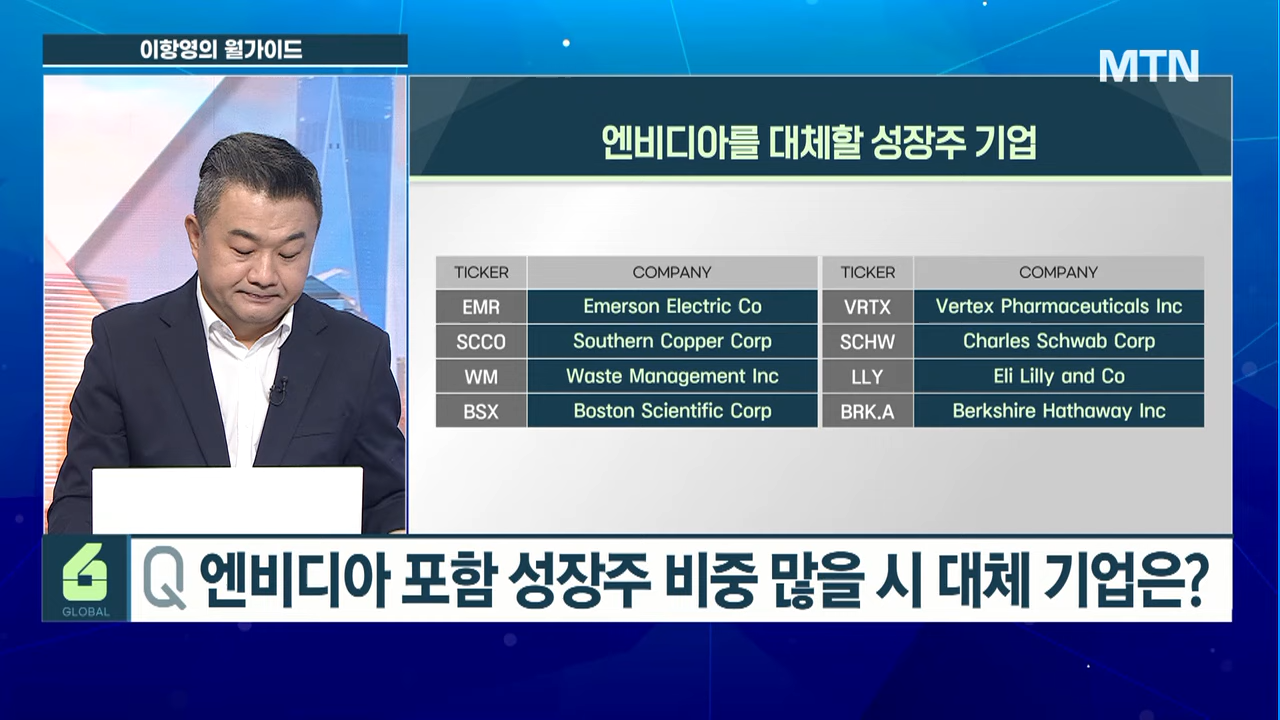 이항영의 월가이드
MTN
엔비디아를 대체할 성장주 기업
TICKER COMPANY TICKER COMPANY
EMR Emerson Electric Co VRTX Vertex Pharmaceuticals Inc
SCCO Southern Copper Corp SCHW Charles Schwab Corp
WM Waste Management Inc LLY Eli Lilly and Co
BSX Boston Scientific Corp BRK.A Berkshire Hathaway Inc
6 GLOBAL
Q 엔비디아 포함 성장주 비중 많을 시 대체 기업은?